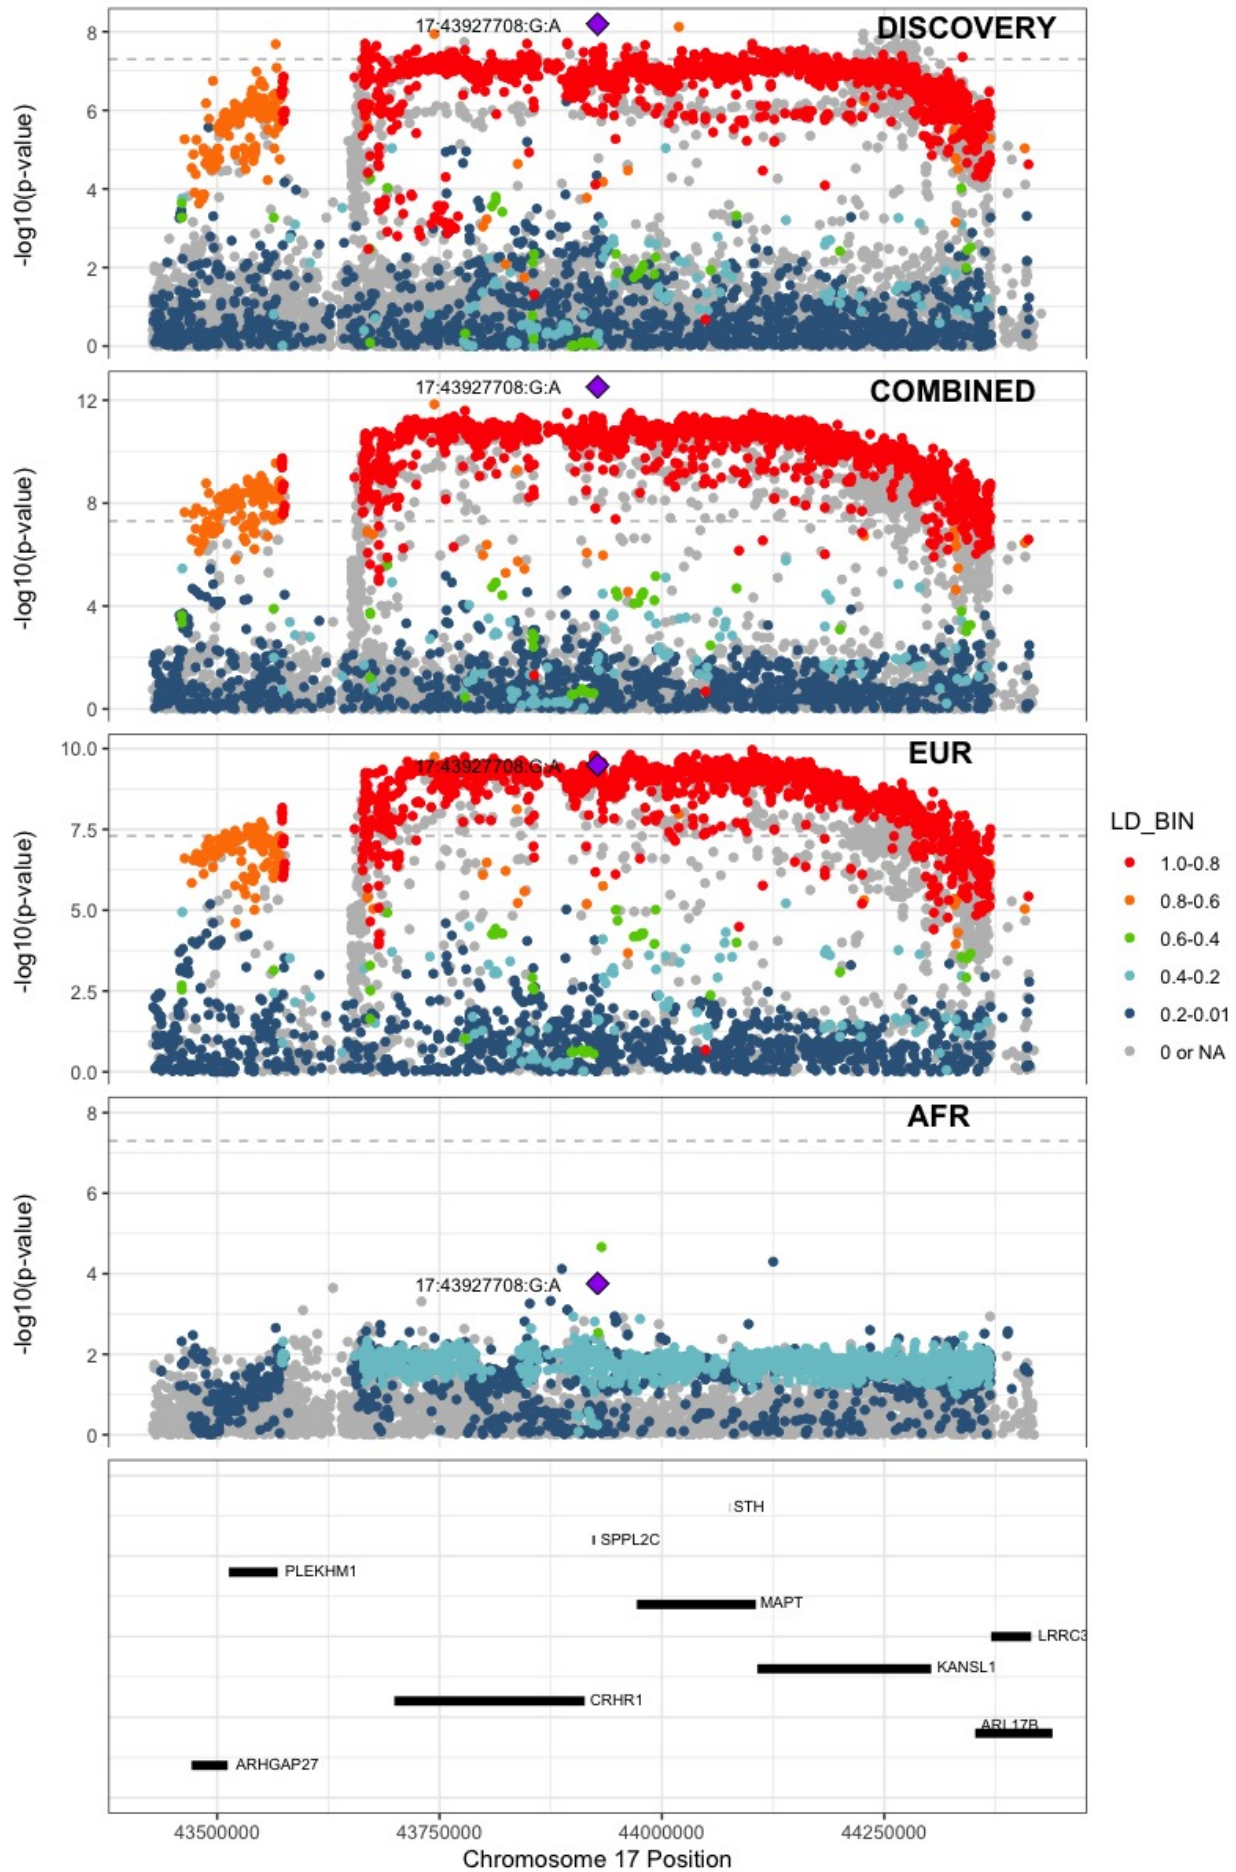 17:43927708:G:A
DISCOVERY
-log10(p-value)
8
6
4
2
0
17:43927708:G:A
COMBINED
-log10(p-value)
12
8
4
0
17:43927708:G:A
EUR
-log10(p-value)
10.0
7.5
5.0
2.5
0.0
LD_BIN
1.0-0.8
0.8-0.6
0.6-0.4
0.4-0.2
0.2-0.01
0 or NA
AFR
17:43927708:G:A
-log10(p-value)
8
6
4
2
0
STH
SPPL2C
PLEKHM1
MAPT
LRRC3
KANSL1
CRHR1
ARL17B
ARHGAP27
43500000
43750000
44000000
44250000
Chromosome 17 Position